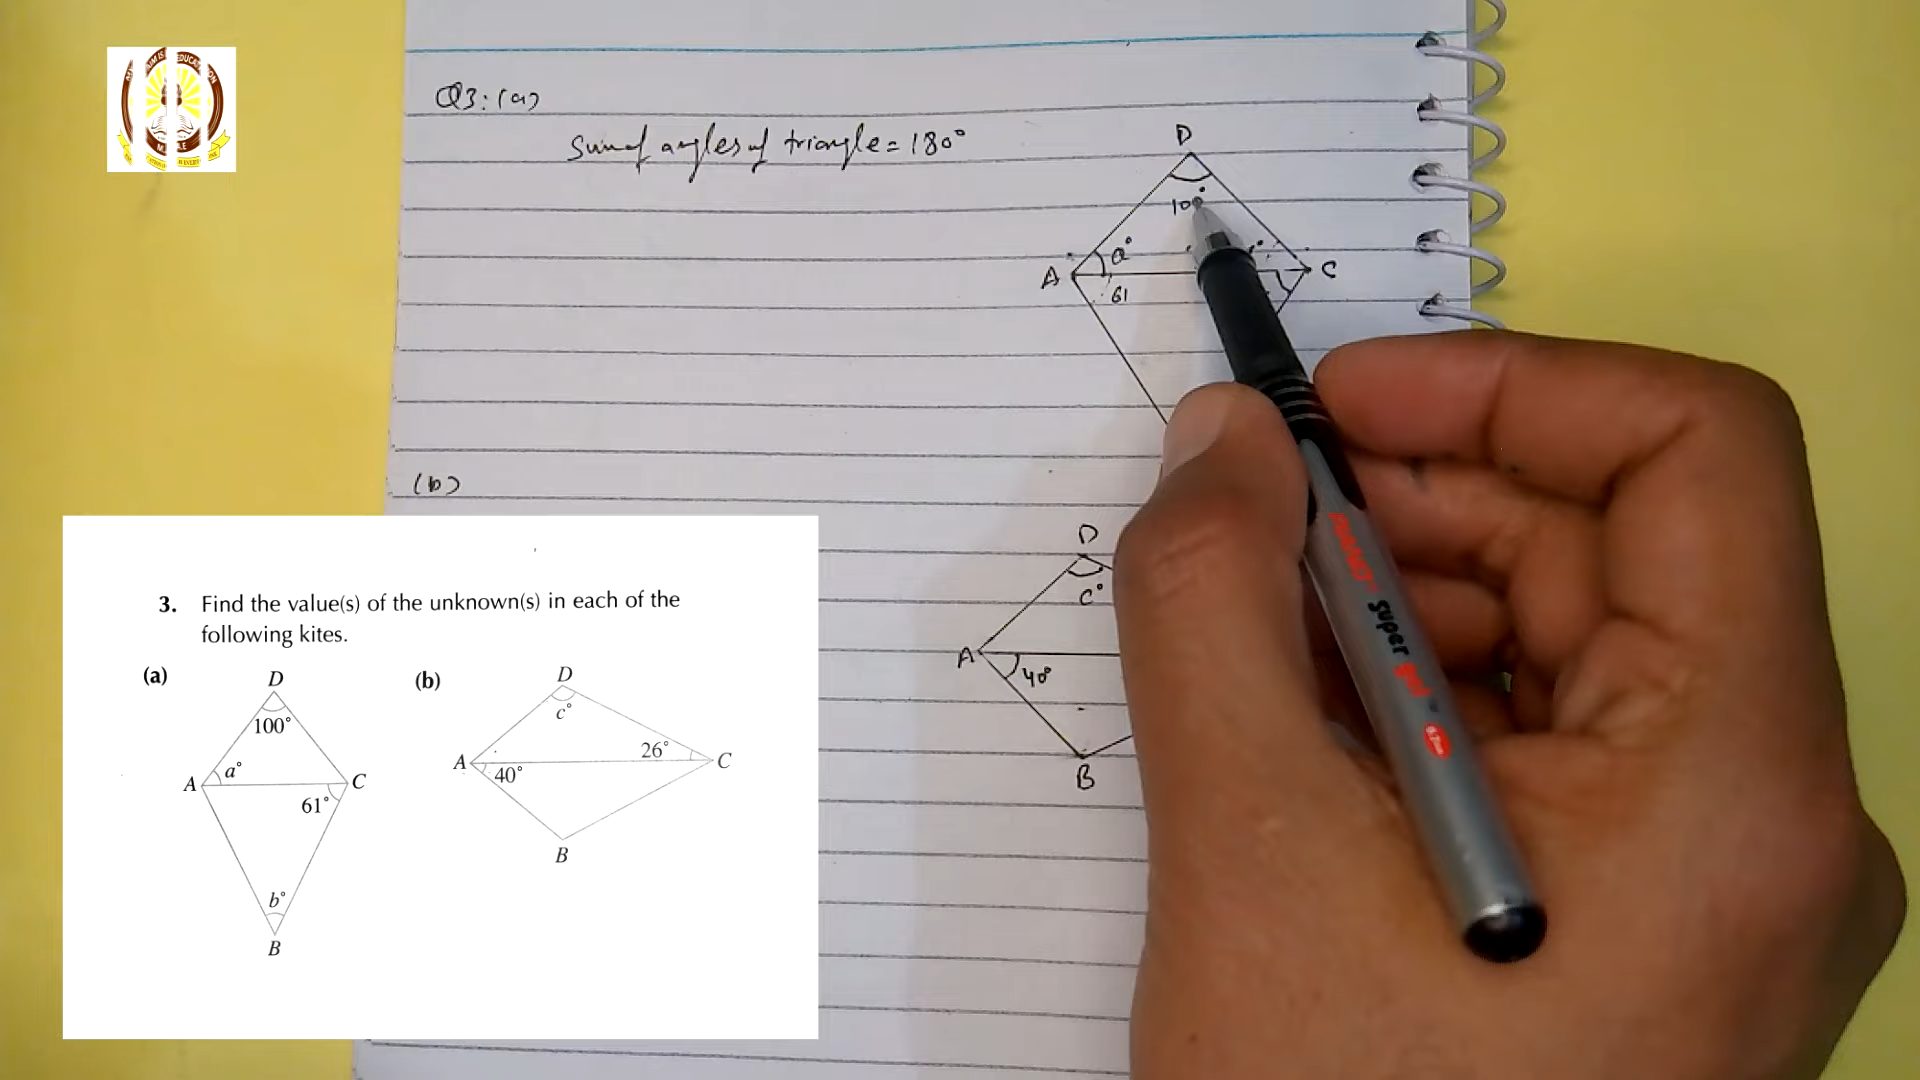 Q3: (a)
Sum of angles of triangle = 180°
D
100°
a°
A
C
61
(b)
D
c°
A
40°
B
3. Find the value(s) of the unknown(s) in each of the
following kites.
(a)
D
100°
a°
A
C
61°
b°
B
(b)
D
c°
26°
A
C
40°
B
PIANO
super gel